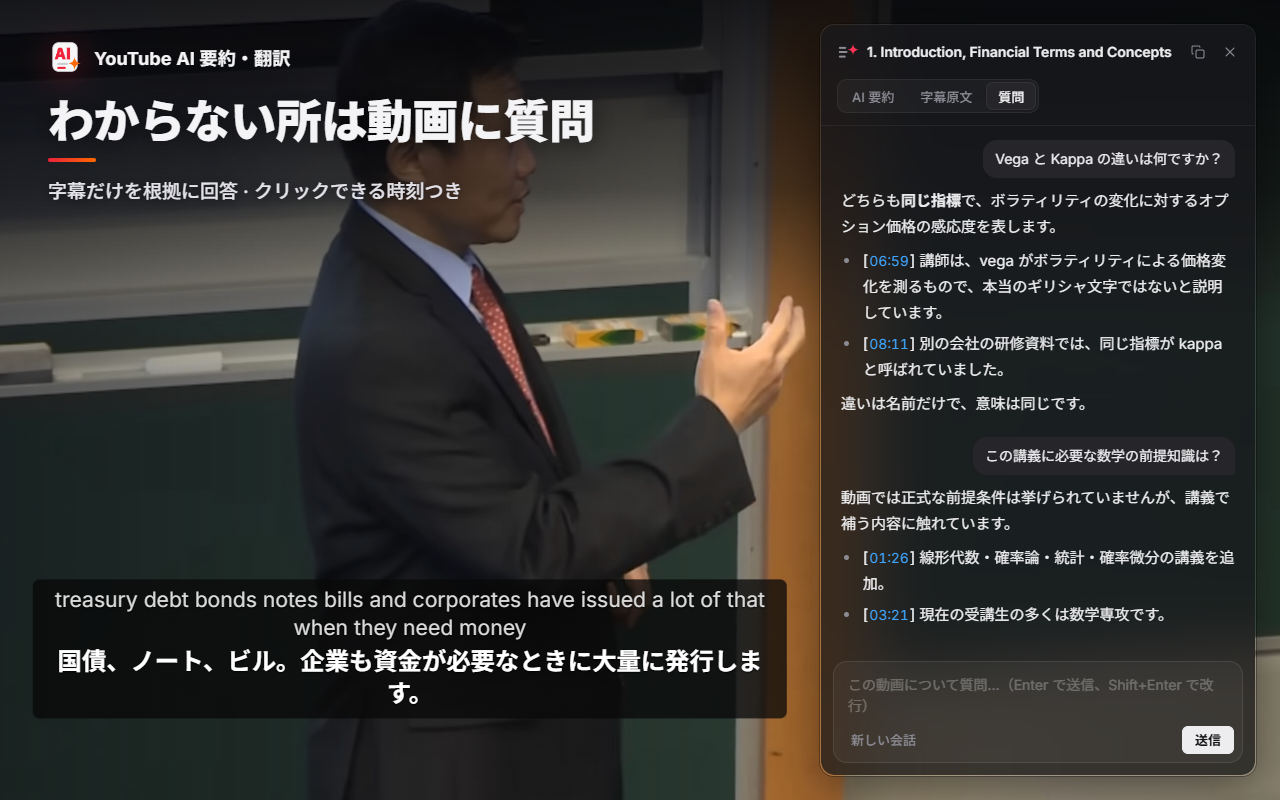 AI
YouTube AI 要約・翻訳
わからない所は動画に質問
字幕だけを根拠に回答 · クリックできる時刻つき
treasury debt bonds notes bills and corporates have issued a lot of that
when they need money
国債、ノート、ビル。企業も資金が必要なときに大量に発行しま
す。
1. Introduction, Financial Terms and Concepts
AI 要約 字幕原文 質問
Vega と Kappa の違いは何ですか？
どちらも同じ指標で、ボラティリティの変化に対するオプ
ション価格の感応度を表します。
• [06:59] 講師は、vega がボラティリティによる価格変
化を測るもので、本当のギリシャ文字ではないと説明
しています。
• [08:11] 別の会社の研修資料では、同じ指標が kappa
と呼ばれていました。
違いは名前だけで、意味は同じです。
この講義に必要な数学の前提知識は？
動画では正式な前提条件は挙げられていませんが、講義で
補う内容に触れています。
• [01:26] 線形代数・確率論・統計・確率微分の講義を追
加。
• [03:21] 現在の受講生の多くは数学専攻です。
この動画について質問...（Enter で送信、Shift+Enter で改
行）
新しい会話 送信